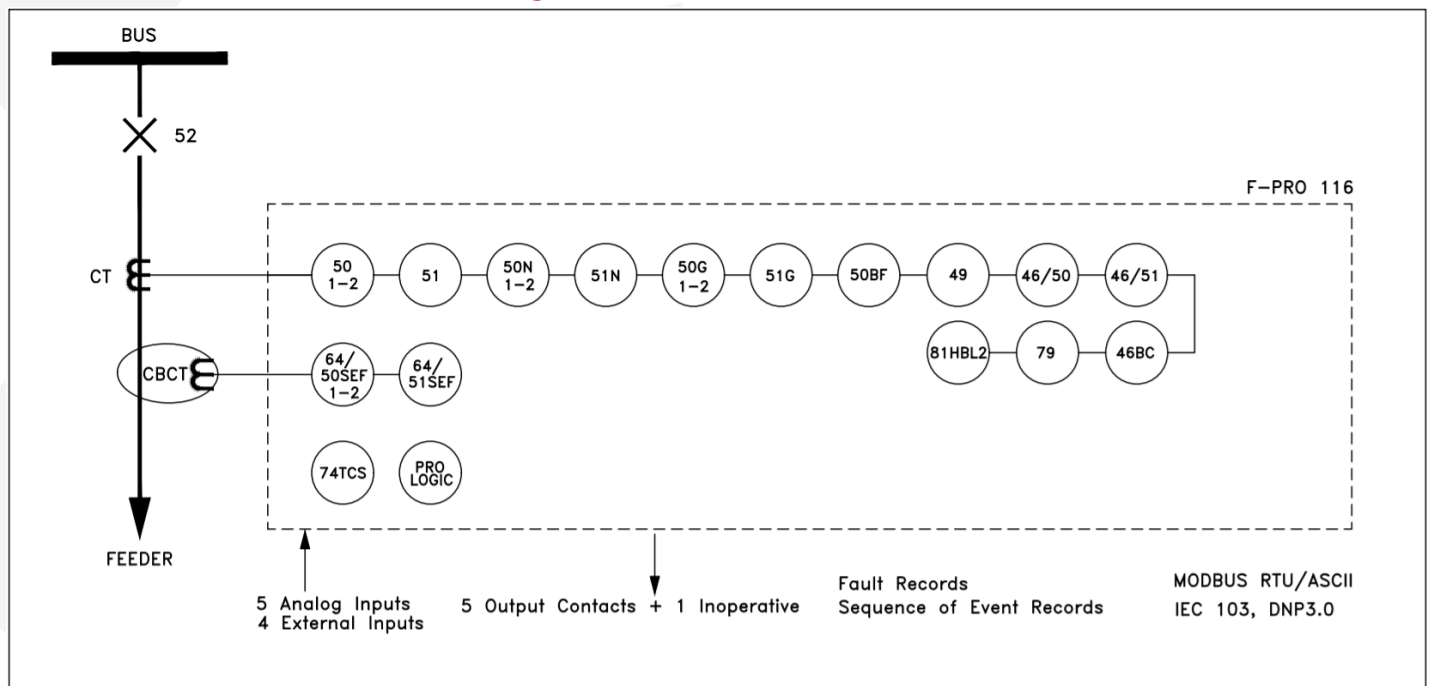 BUS
52
F-PRO 116
CT
50
1-2
51
50N
1-2
51N
50G
1-2
51G
50BF
49
46/50
46/51
81HBL2
79
46BC
CBCT
64/
50SEF
1-2
64/
51SEF
74TCS
PRO
LOGIC
FEEDER
5 Analog Inputs
4 External Inputs
5 Output Contacts + 1 Inoperative
Fault Records
Sequence of Event Records
MODBUS RTU/ASCII
IEC 103, DNP3.0